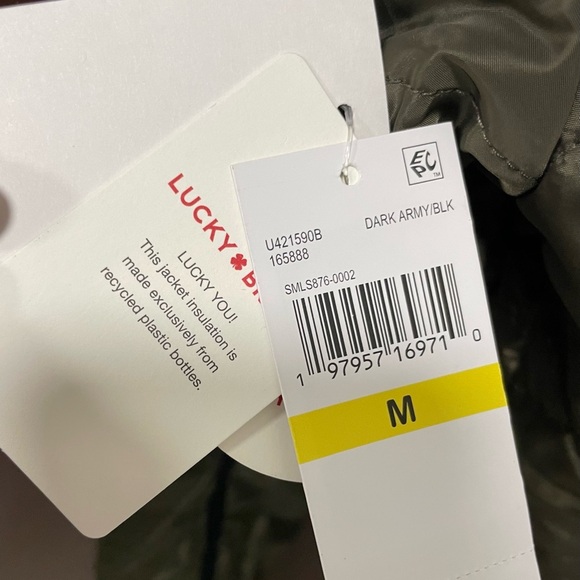 LUCKY
LUCKY YOU!
This jacket insulation is
made exclusively from
recycled plastic bottles.
EPC™
DARK ARMY/BLK
U421590B
165888
SMLS876-0002
1 97957 16971 0
M